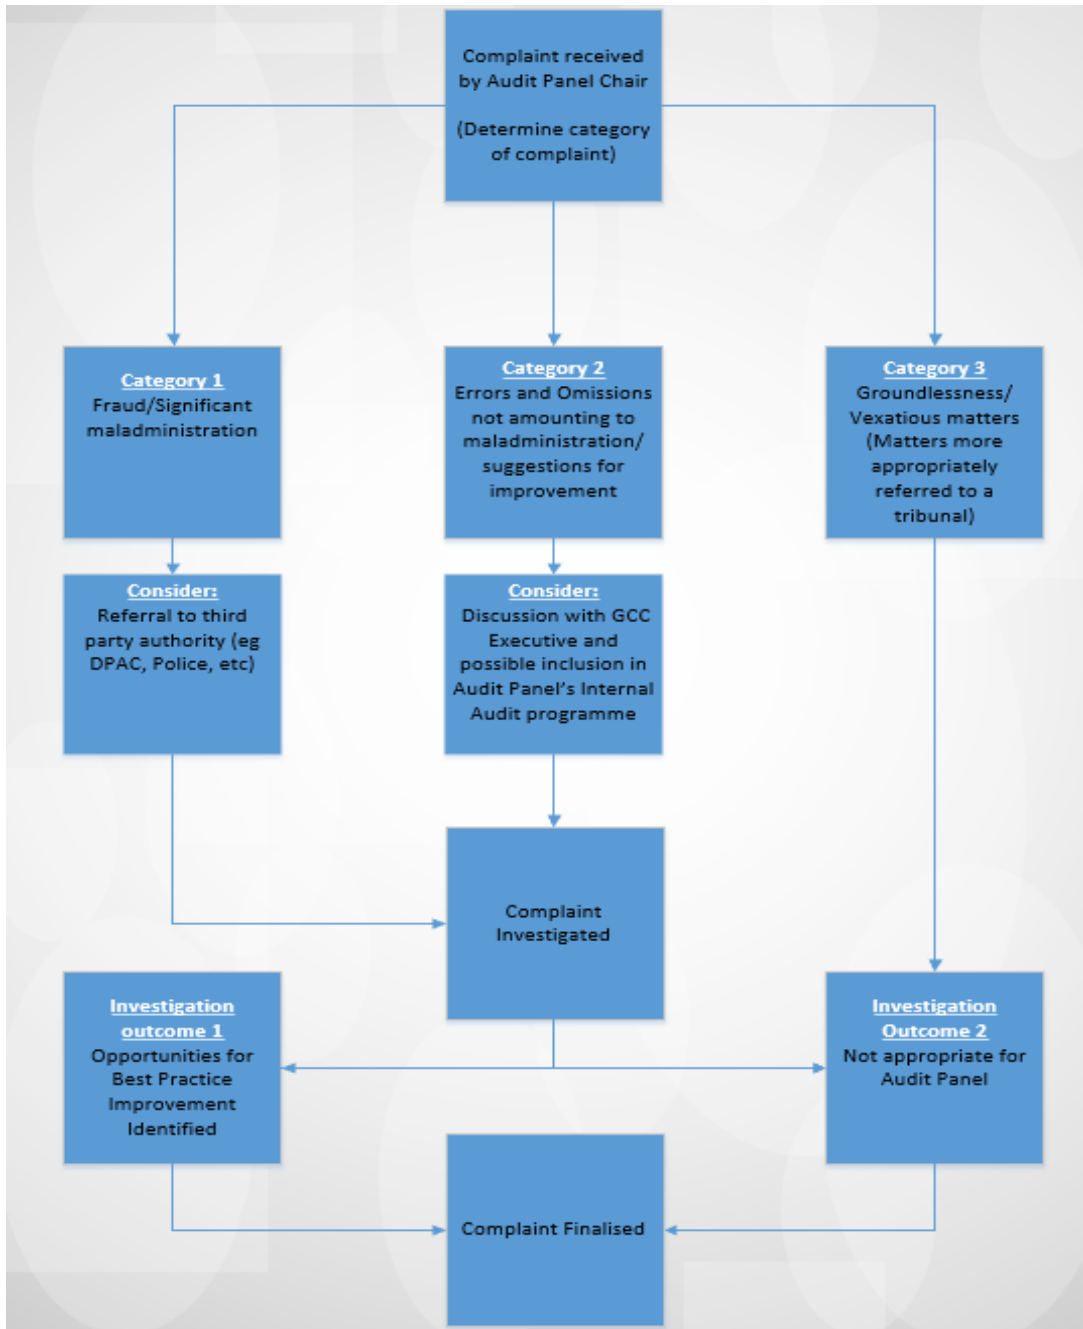 Complaint received
by Audit Panel Chair
(Determine category
of complaint)
Category 1
Fraud/Significant
maladministration
Category 2
Errors and Omissions
not amounting to
maladministration/
suggestions for
improvement
Category 3
Groundlessness/
Vexatious matters
(Matters more
appropriately
referred to a
tribunal)
Consider:
Referral to third
party authority (eg
DPAC, Police, etc)
Consider:
Discussion with GCC
Executive and
possible inclusion in
Audit Panel's Internal
Audit programme
Complaint
Investigated
Investigation
outcome 1
Opportunities for
Best Practice
Improvement
Identified
Investigation
Outcome 2
Not appropriate for
Audit Panel
Complaint Finalised